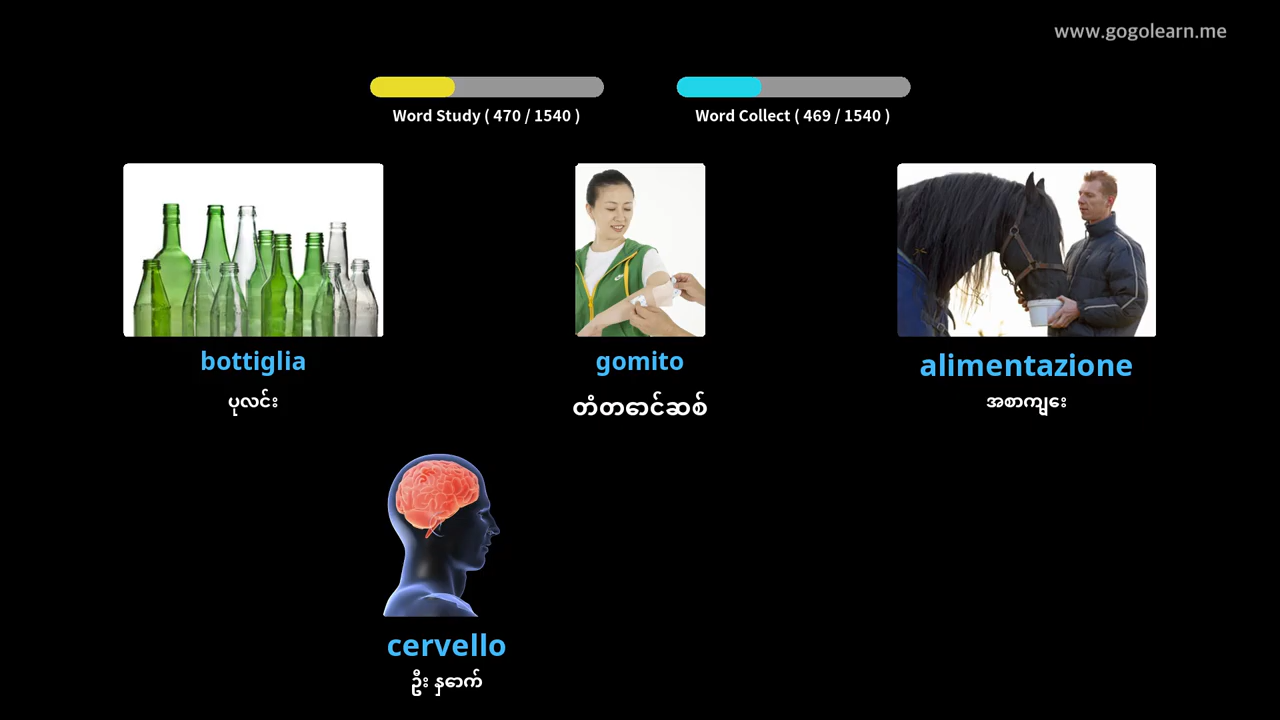 www.gogolearn.me
Word Study ( 470 / 1540 )
Word Collect ( 469 / 1540 )
bottiglia
ပုလင်း
gomito
တံတောင်ဆစ်
alimentazione
အစာကျွေး
cervello
ဦး နှောက်